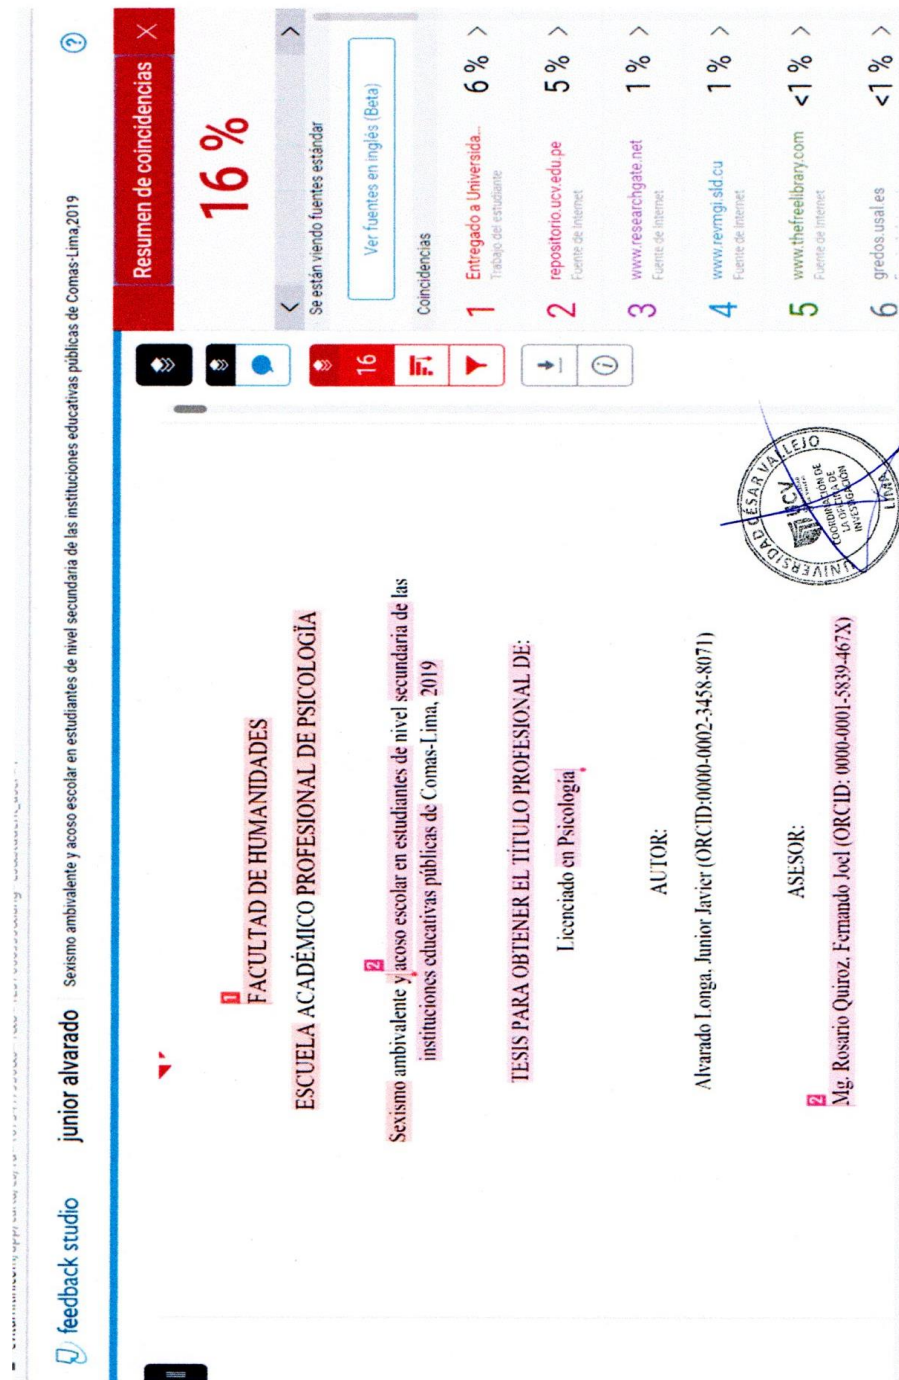 feedback studio
junior alvarado
Sexismo ambivalente y acoso escolar en estudiantes de nivel secundaria de las instituciones educativas públicas de Comas-Lima,2019
?
1
FACULTAD DE HUMANIDADES
ESCUELA ACADÉMICO PROFESIONAL DE PSICOLOGÏA
2
Sexismo ambivalente y acoso escolar en estudiantes de nivel secundaria de las
instituciones educativas públicas de Comas-Lima, 2019
TESIS PARA OBTENER EL TÍTULO PROFESIONAL DE:
Licenciado en Psicología
AUTOR:
Alvarado Longa, Junior Javier (ORCID:0000-0002-3458-8071)
ASESOR:
2
Mg. Rosario Quiroz, Fernando Joel (ORCID: 0000-0001-5839-467X)
UNIVERSIDAD CÉSAR VALLEJO
UCV
COORDINACIÓN DE
LA OFICINA DE
INVESTIGACIÓN
LIMA
16
Resumen de coincidencias
16 %
Se están viendo fuentes estándar
Ver fuentes en inglés (Beta)
Coincidencias
1 Entregado a Universida... 6 %
Trabajo del estudiante
2 repositorio.ucv.edu.pe 5 %
Fuente de Internet
3 www.researchgate.net 1 %
Fuente de Internet
4 www.revmgi.sld.cu 1 %
Fuente de Internet
5 www.thefreelibrary.com <1 %
Fuente de Internet
6 gredos.usal.es <1 %